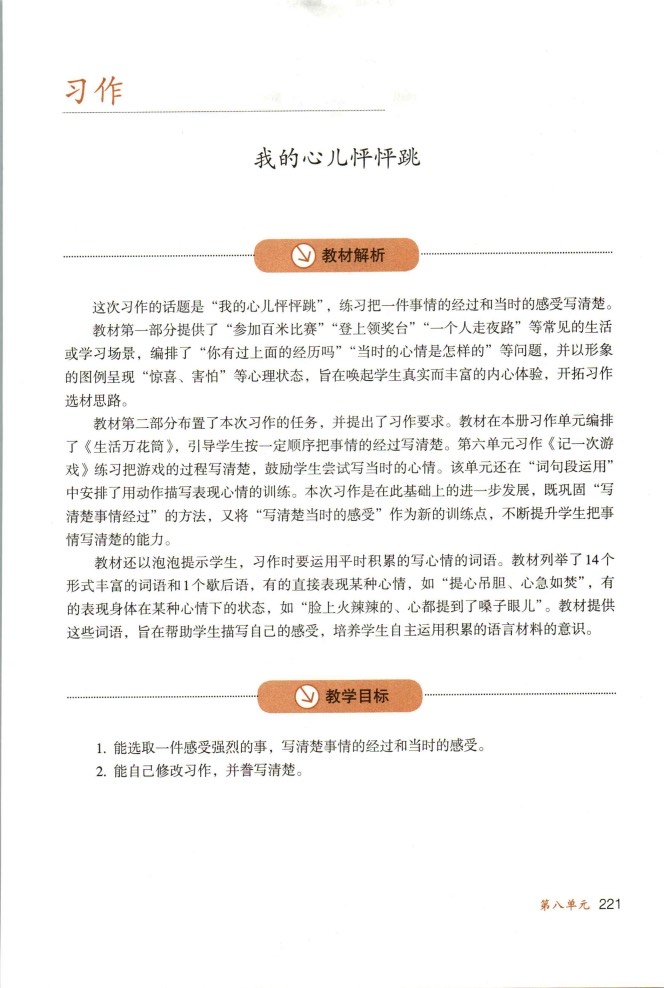 习作
我的心儿怦怦跳
教材解析
这次习作的话题是“我的心儿怦怦跳”，练习把一件事情的经过和当时的感受写清楚。
教材第一部分提供了“参加百米比赛”“登上领奖台”“一个人走夜路”等常见的生活
或学习场景，编排了“你有过上面的经历吗”“当时的心情是怎样的”等问题，并以形象
的图例呈现“惊喜、害怕”等心理状态，旨在唤起学生真实而丰富的内心体验，开拓习作
选材思路。
教材第二部分布置了本次习作的任务，并提出了习作要求。教材在本册习作单元编排
了《生活万花筒》，引导学生按一定顺序把事情的经过写清楚。第六单元习作《记一次游
戏》练习把游戏的过程写清楚，鼓励学生尝试写当时的心情。该单元还在“词句段运用”
中安排了用动作描写表现心情的训练。本次习作是在此基础上的进一步发展，既巩固“写
清楚事情经过”的方法，又将“写清楚当时的感受”作为新的训练点，不断提升学生把事
情写清楚的能力。
教材还以泡泡提示学生，习作时要运用平时积累的写心情的词语。教材列举了14个
形式丰富的词语和1个歇后语，有的直接表现某种心情，如“提心吊胆、心急如焚”，有
的表现身体在某种心情下的状态，如“脸上火辣辣的、心都提到了嗓子眼儿”。教材提供
这些词语，旨在帮助学生描写自己的感受，培养学生自主运用积累的语言材料的意识。
教学目标
1. 能选取一件感受强烈的事，写清楚事情的经过和当时的感受。
2. 能自己修改习作，并誊写清楚。
第八单元 221